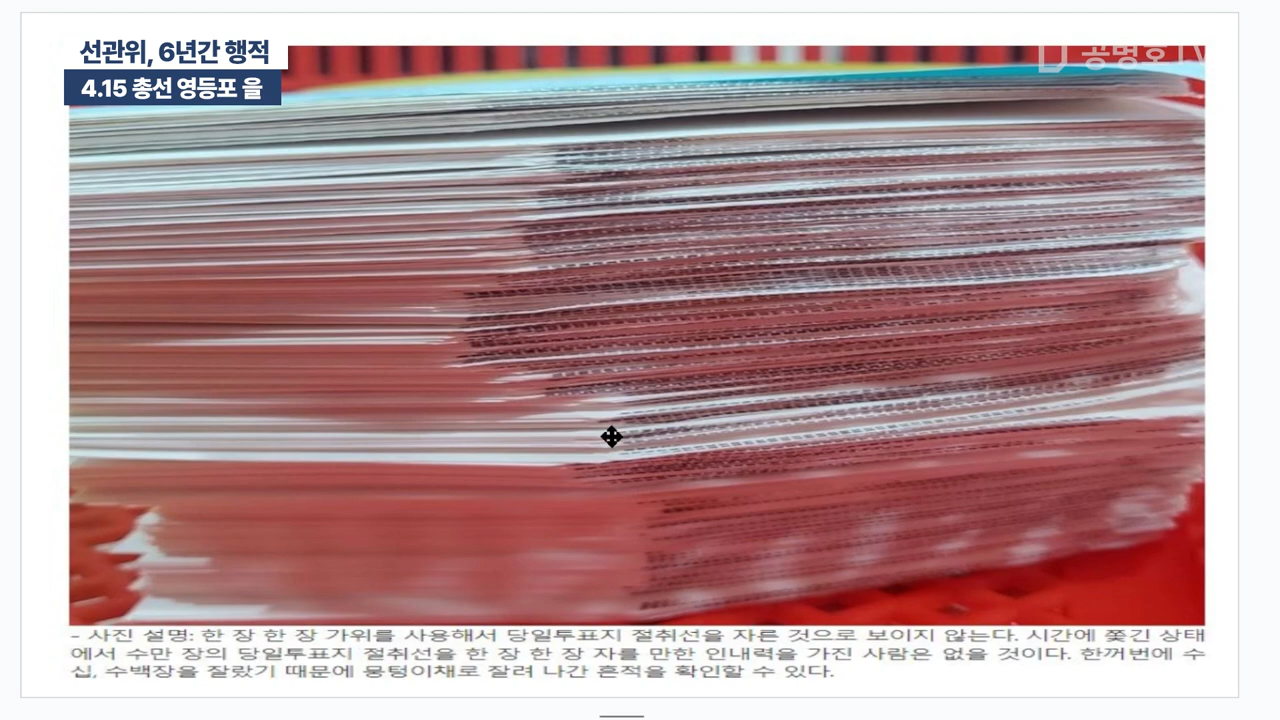 선관위, 6년간 행적
4.15 총선 영등포 을
공명호TV
- 사진 설명: 한 장 한 장 가위를 사용해서 당일투표지 절취선을 자른 것으로 보이지 않는다. 시간에 쫓긴 상태
에서 수만 장의 당일투표지 절취선을 한 장 한 장 자를 만한 인내력을 가진 사람은 없을 것이다. 한꺼번에 수
십, 수백장을 잘랐기 때문에 뭉텅이채로 잘려 나간 흔적을 확인할 수 있다.